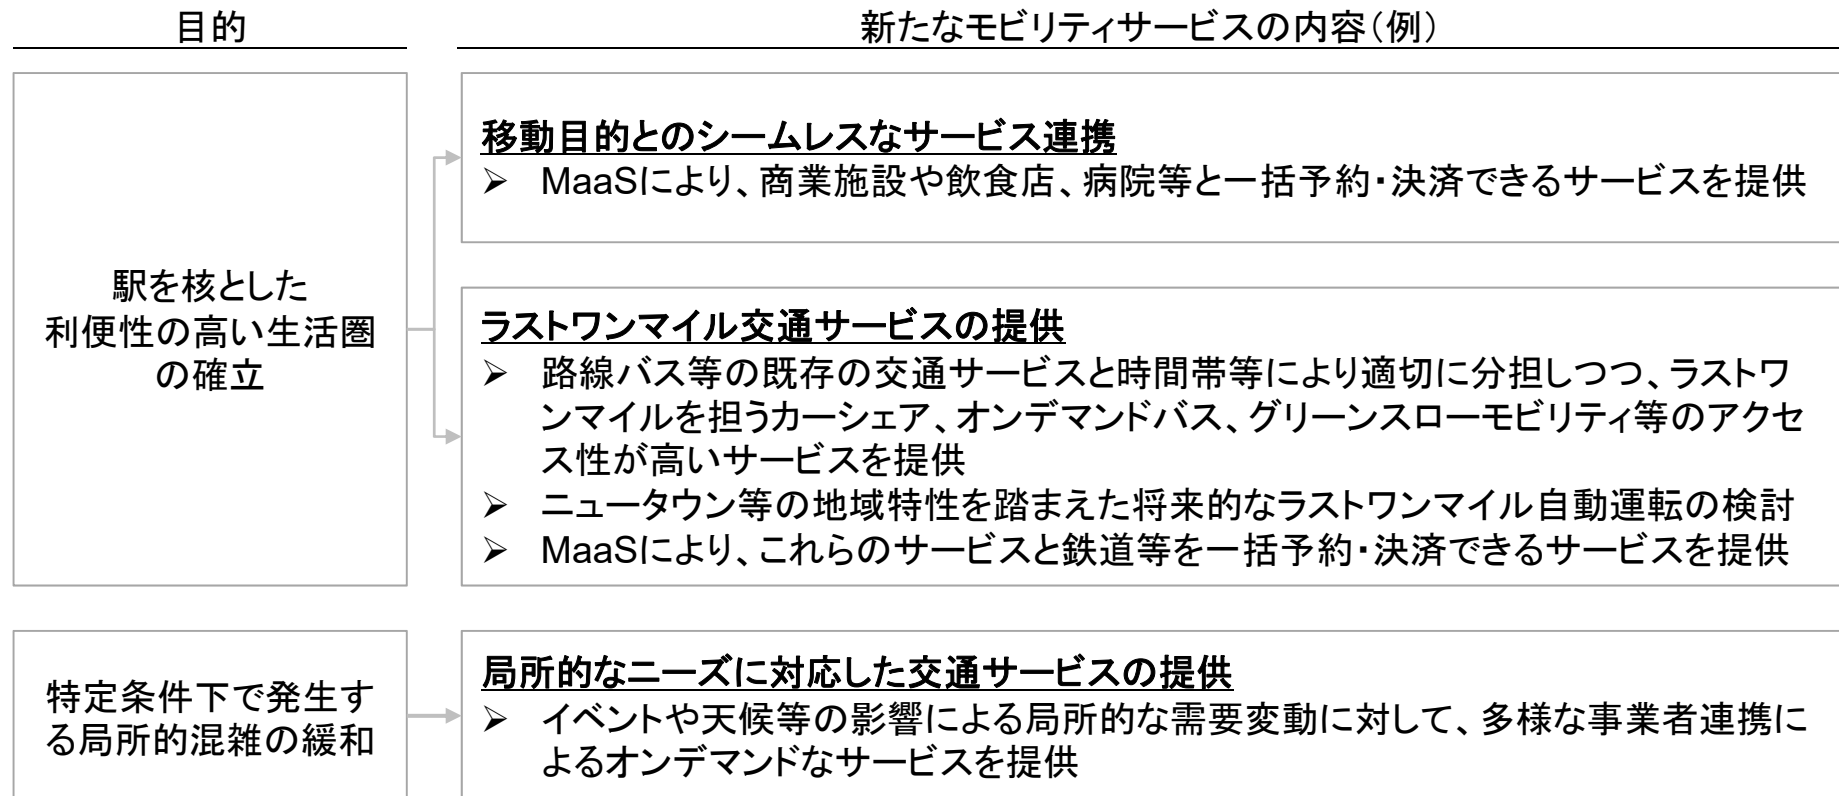 目的
新たなモビリティサービスの内容（例）
駅を核とした
利便性の高い生活圏
の確立
移動目的とのシームレスなサービス連携
➢ MaaSにより、商業施設や飲食店、病院等と一括予約・決済できるサービスを提供
ラストワンマイル交通サービスの提供
➢ 路線バス等の既存の交通サービスと時間帯等により適切に分担しつつ、ラストワ
ンマイルを担うカーシェア、オンデマンドバス、グリーンスローモビリティ等のアクセ
ス性が高いサービスを提供
➢ ニュータウン等の地域特性を踏まえた将来的なラストワンマイル自動運転の検討
➢ MaaSにより、これらのサービスと鉄道等を一括予約・決済できるサービスを提供
特定条件下で発生す
る局所的混雑の緩和
局所的なニーズに対応した交通サービスの提供
➢ イベントや天候等の影響による局所的な需要変動に対して、多様な事業者連携に
よるオンデマンドなサービスを提供